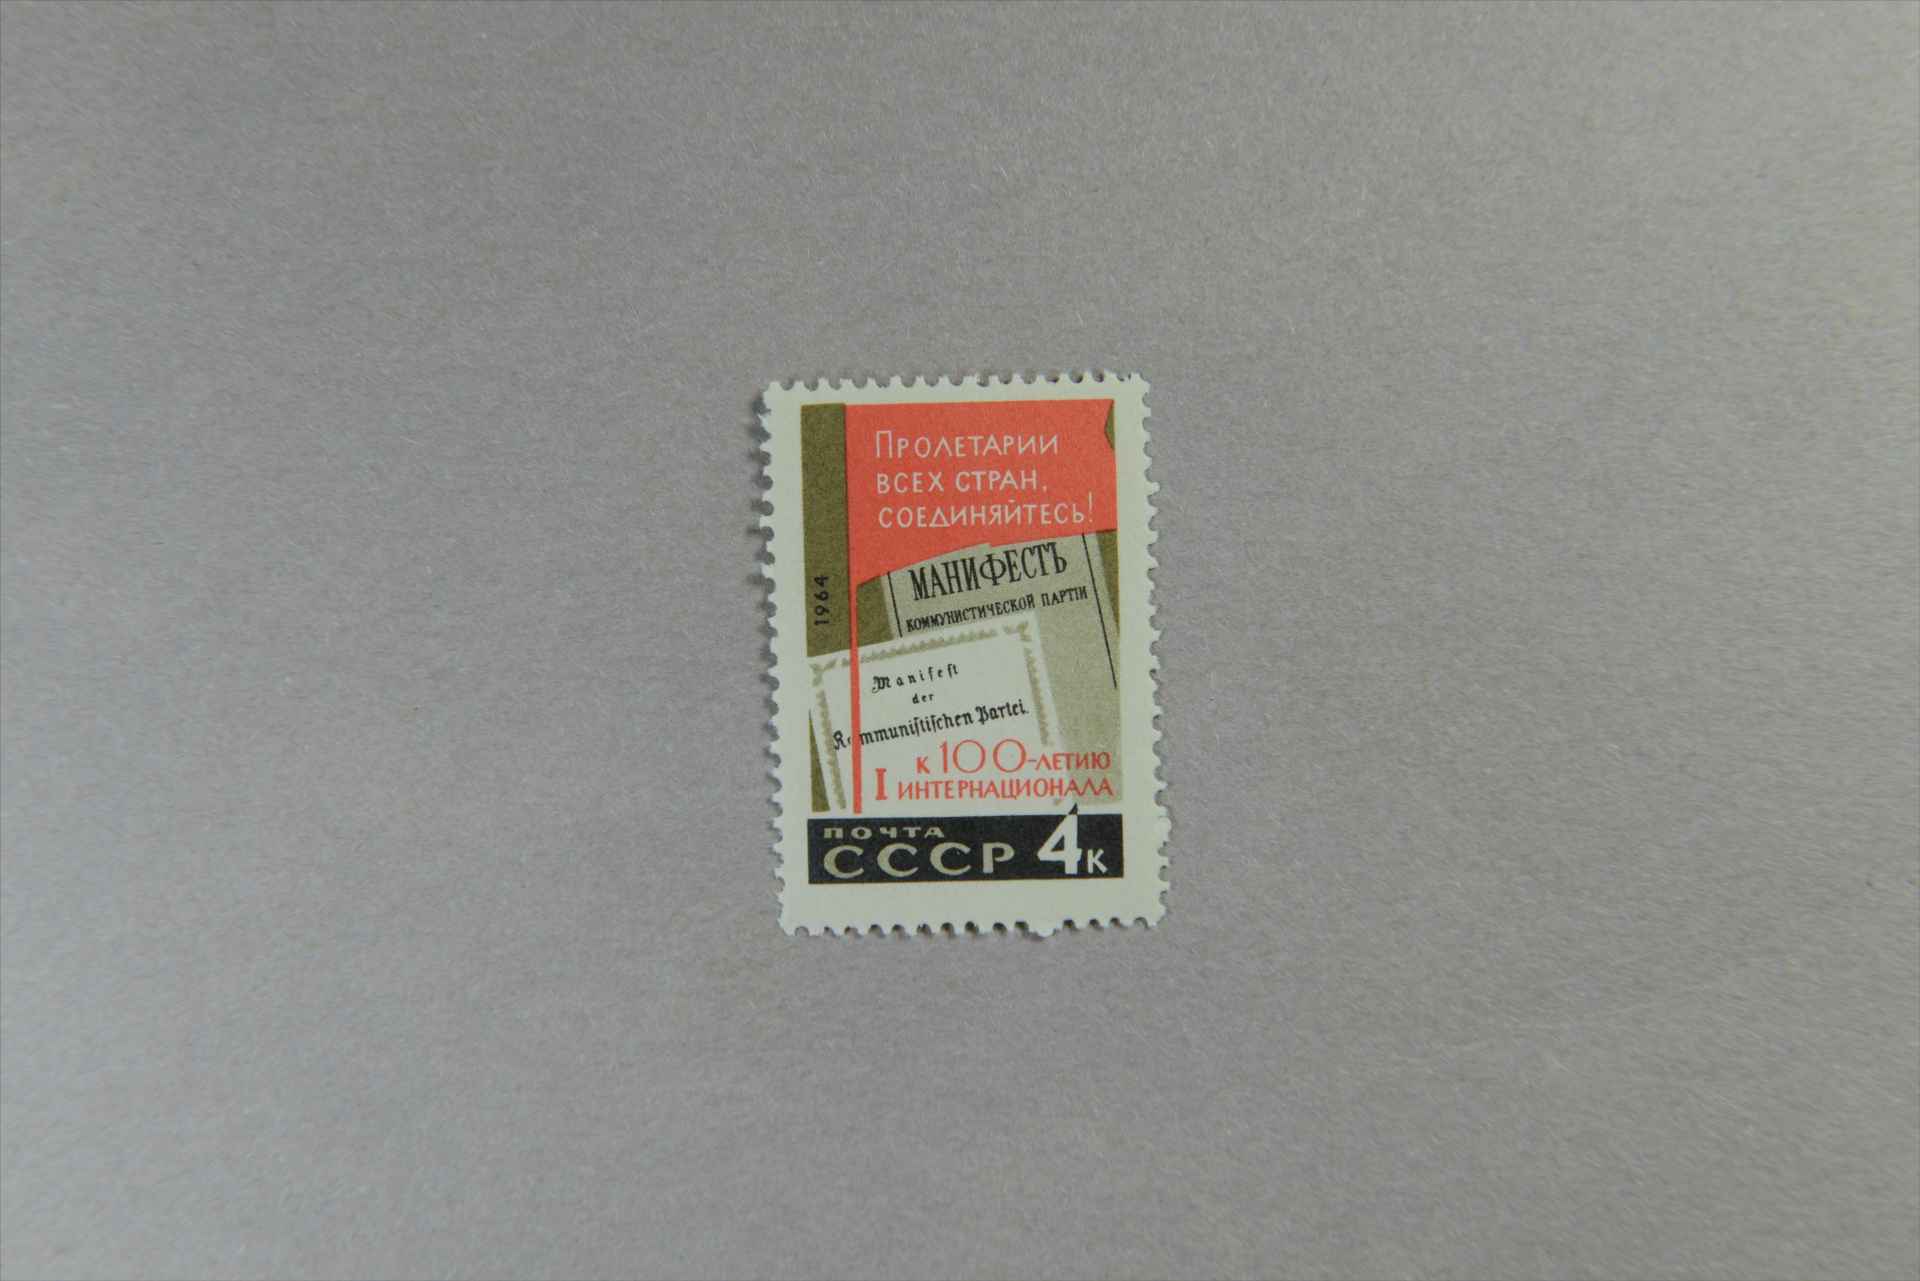 Пролетарии
всех стран,
соединяйтесь!
МАНИФЕСТЪ
КОММУНИСТИЧЕСКОЙ ПАРТІИ
1964
Manifest
der
Kommunistischen Partei.
К 100-ЛЕТИЮ
I ИНТЕРНАЦИОНАЛА
ПОЧТА
СССР 4К